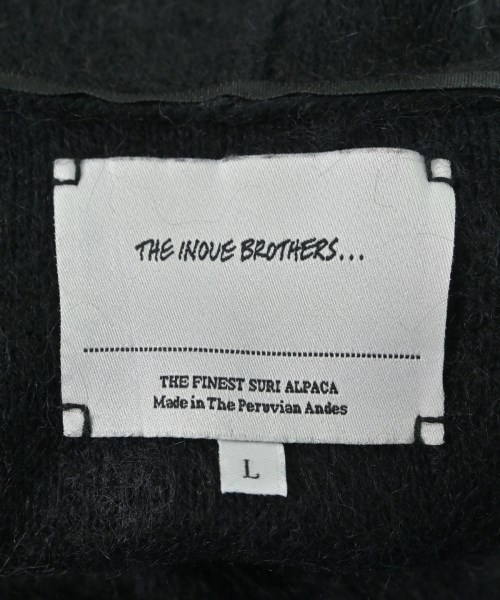 THE INOUE BROTHERS...
THE FINEST SURI ALPACA
Made in The Peruvian Andes
L